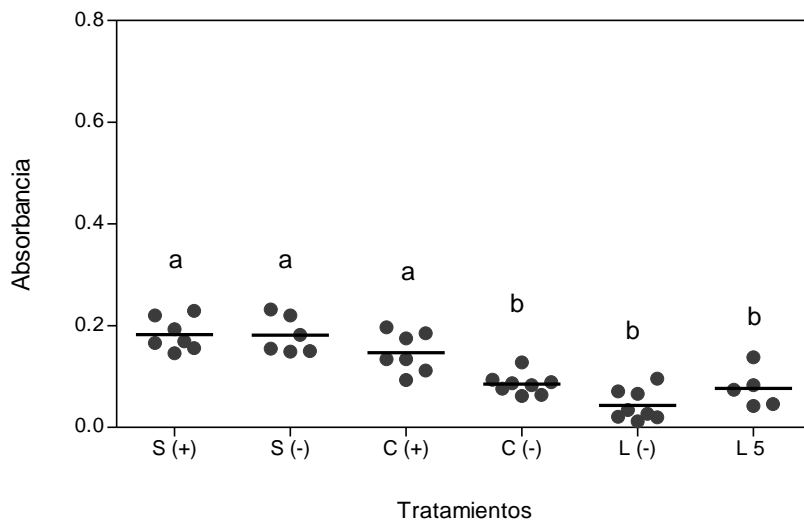 0.8
0.6
0.4
0.2
0.0
Absorbancia
a a a b b b
S (+) S (-) C (+) C (-) L (-) L 5
Tratamientos